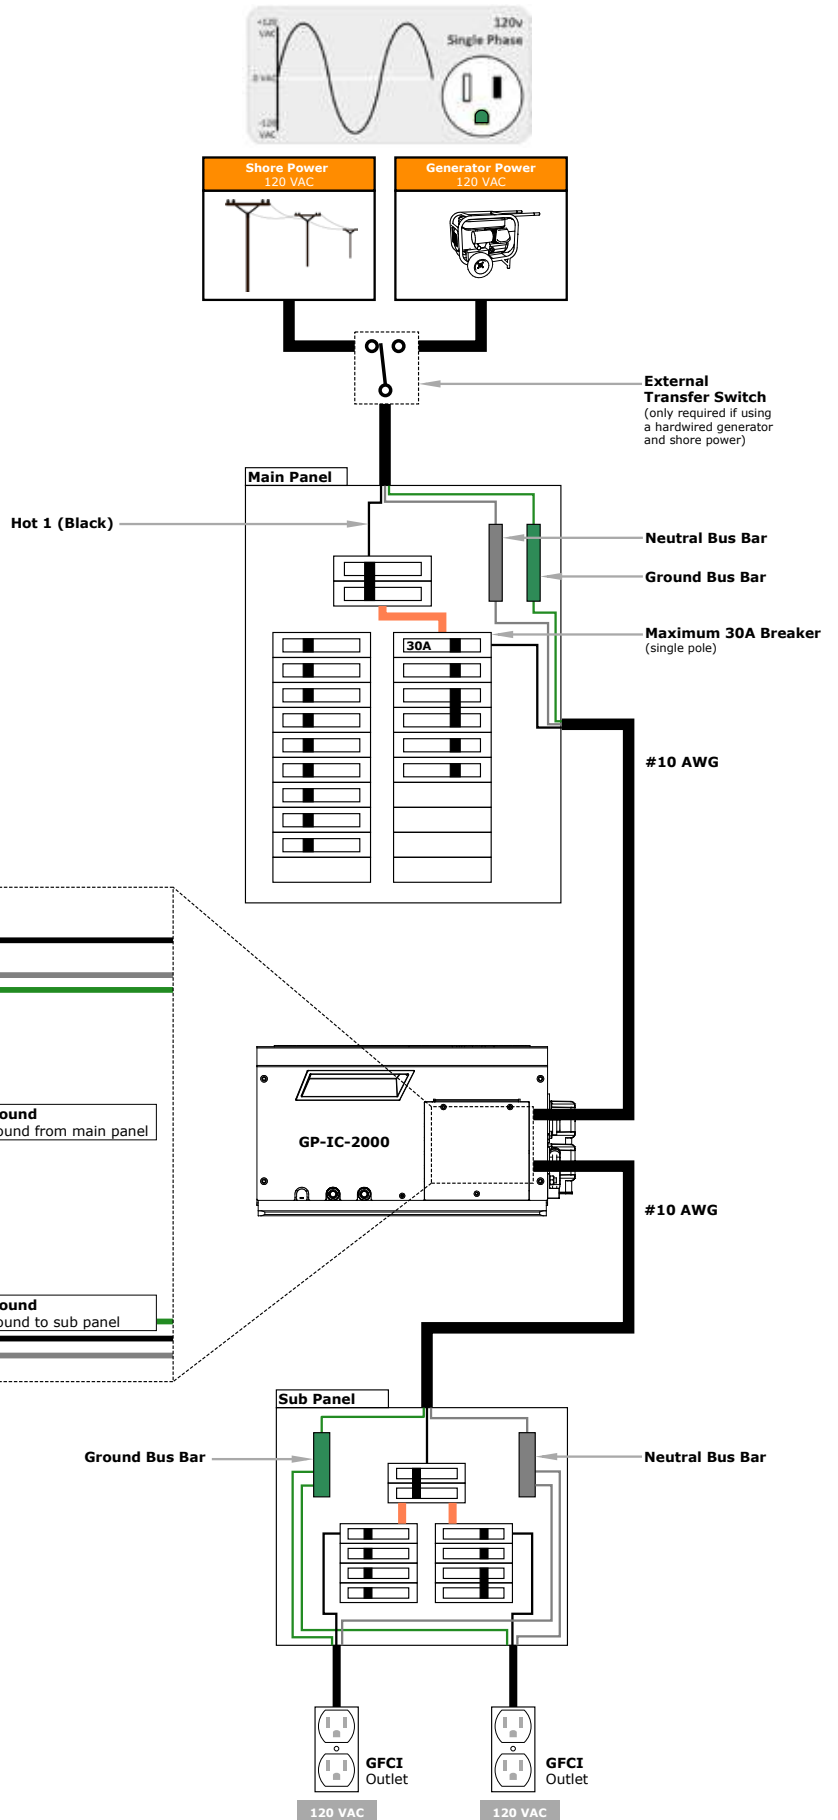 +120
VAC
120v
Single Phase
0 VAC
-120
VAC
Shore Power
120 VAC
Generator Power
120 VAC
External
Transfer Switch
(only required if using
a hardwired generator
and shore power)
Main Panel
Hot 1 (Black)
Neutral Bus Bar
Ground Bus Bar
Maximum 30A Breaker
(single pole)
30A
#10 AWG
ound
ound from main panel
GP-IC-2000
#10 AWG
ound
ound to sub panel
Sub Panel
Ground Bus Bar
Neutral Bus Bar
GFCI
Outlet
GFCI
Outlet
120 VAC
120 VAC